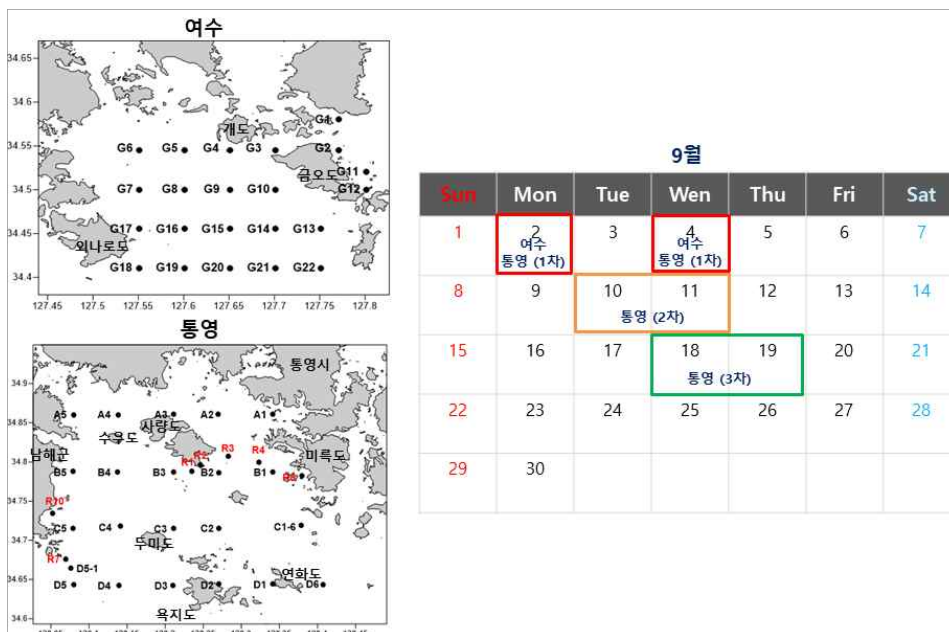 여수
34.65
34.6
G1
개도
34.55
G6 G5 G4 G3 G2
G11
금오도
34.5
G7 G8 G9 G10 G12
G17 G16 G15 G14 G13
34.45
외나로도
G18 G19 G20 G21 G22
34.4
127.45 127.5 127.55 127.6 127.65 127.7 127.75 127.8
통영
통영시
34.9
A5 A4 A3 A2 A1
34.85
사량도
수우도
남해군
R3 R4
미륵도
34.8
R2
B5 B4 B3 B2 B1
34.75
R10
C5 C4 C3 C2 C1-6
34.7
두미도
R7
D5-1
34.65
연화도
D5 D4 D3 D2 D1 D6
욕지도
34.6
9월
Sun Mon Tue Wen Thu Fri Sat
1 2 3 4 5 6 7
여수 여수
통영 (1차) 통영 (1차)
8 9 10 11 12 13 14
통영 (2차)
15 16 17 18 19 20 21
통영 (3차)
22 23 24 25 26 27 28
29 30